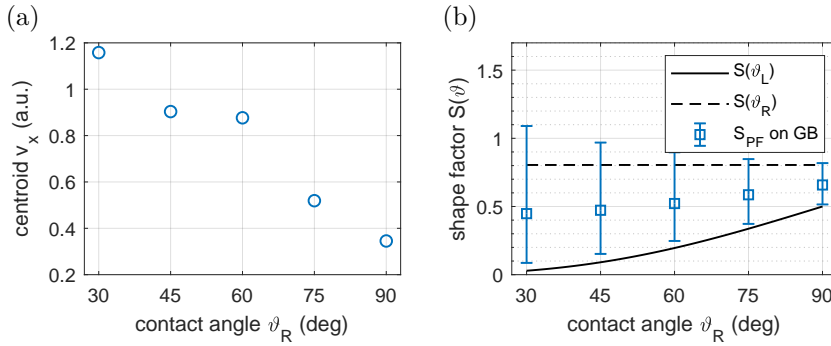 (a)
1.2
1
0.8
0.6
0.4
0.2
30 45 60 75 90
centroid v_x (a.u.)
contact angle ϑ_R (deg)
(b)
1.5
1
0.5
0
30 45 60 75 90
shape factor S(ϑ)
contact angle ϑ_R (deg)
S(ϑ_L)
S(ϑ_R)
S_PF on GB